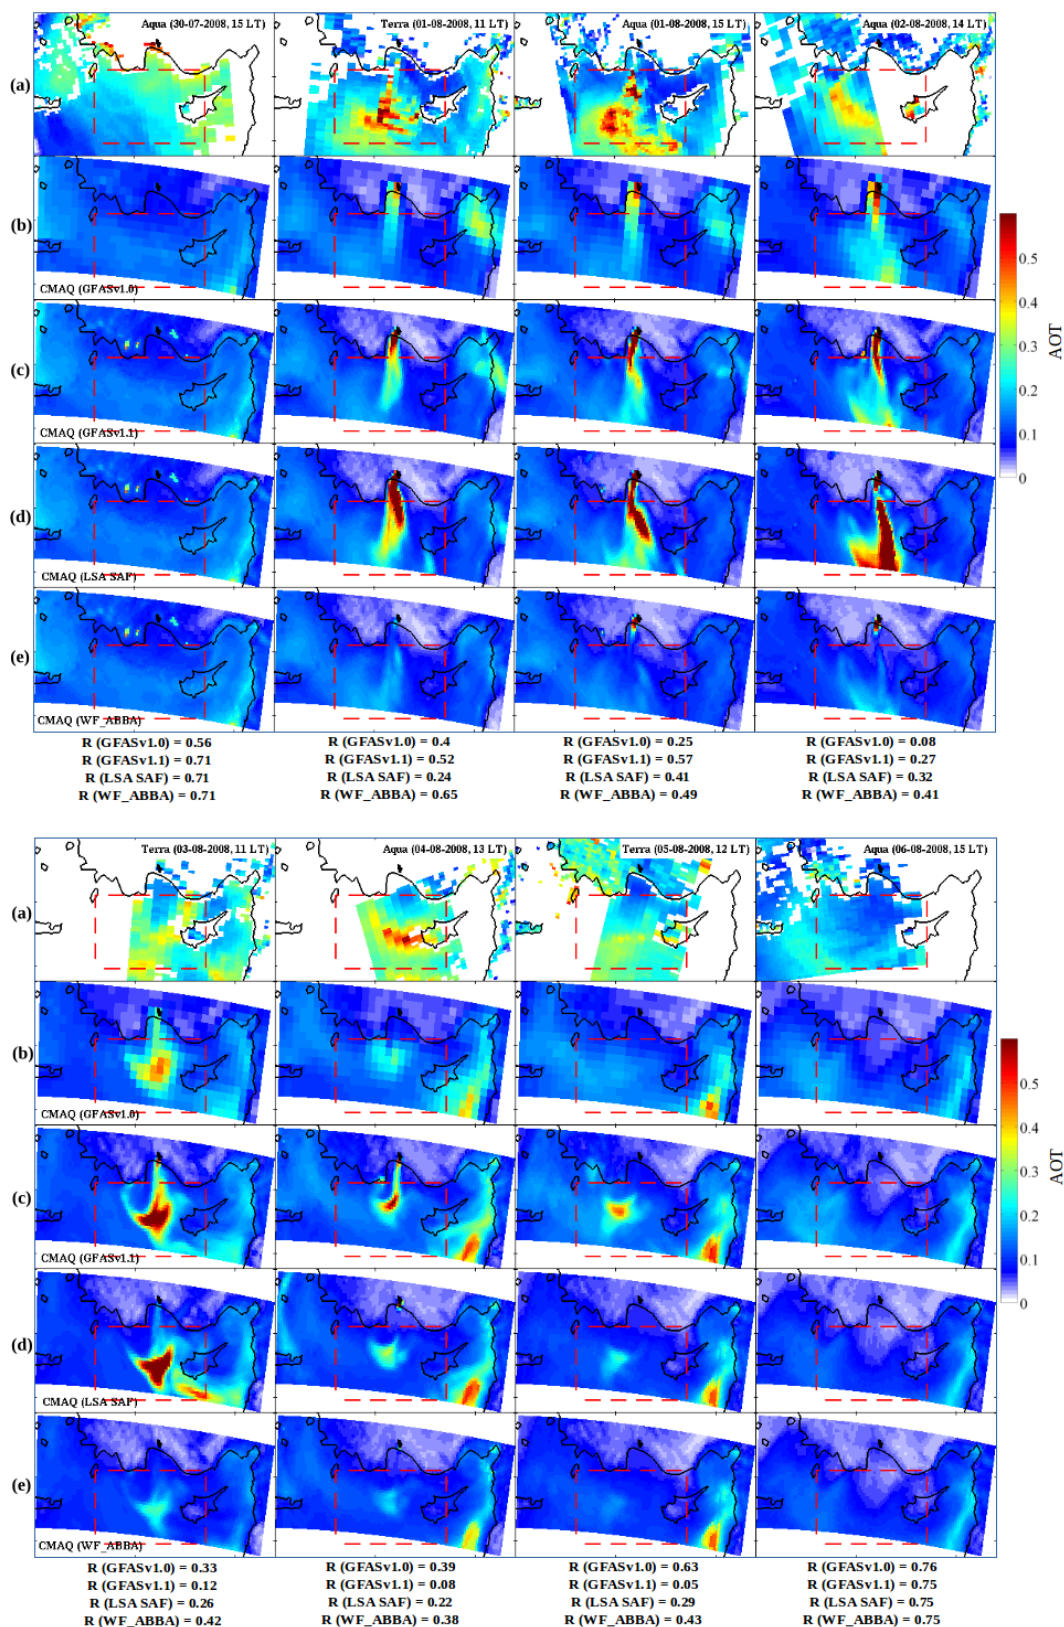 Aqua (30-07-2008, 15 LT)
Terra (01-08-2008, 11 LT)
Aqua (01-08-2008, 15 LT)
Aqua (02-08-2008, 14 LT)
(a)
(b)
CMAQ (GFASv1.0)
(c)
CMAQ (GFASv1.1)
(d)
CMAQ (LSA SAF)
(e)
CMAQ (WF_ABBA)
0.5
0.4
0.3
0.2
0.1
0
AOT
R (GFASv1.0) = 0.56
R (GFASv1.1) = 0.71
R (LSA SAF) = 0.71
R (WF_ABBA) = 0.71
R (GFASv1.0) = 0.4
R (GFASv1.1) = 0.52
R (LSA SAF) = 0.24
R (WF_ABBA) = 0.65
R (GFASv1.0) = 0.25
R (GFASv1.1) = 0.57
R (LSA SAF) = 0.41
R (WF_ABBA) = 0.49
R (GFASv1.0) = 0.08
R (GFASv1.1) = 0.27
R (LSA SAF) = 0.32
R (WF_ABBA) = 0.41
Terra (03-08-2008, 11 LT)
Aqua (04-08-2008, 13 LT)
Terra (05-08-2008, 12 LT)
Aqua (06-08-2008, 15 LT)
(a)
(b)
CMAQ (GFASv1.0)
(c)
CMAQ (GFASv1.1)
(d)
CMAQ (LSA SAF)
(e)
CMAQ (WF_ABBA)
0.5
0.4
0.3
0.2
0.1
0
AOT
R (GFASv1.0) = 0.33
R (GFASv1.1) = 0.12
R (LSA SAF) = 0.26
R (WF_ABBA) = 0.42
R (GFASv1.0) = 0.39
R (GFASv1.1) = 0.08
R (LSA SAF) = 0.22
R (WF_ABBA) = 0.38
R (GFASv1.0) = 0.63
R (GFASv1.1) = 0.05
R (LSA SAF) = 0.29
R (WF_ABBA) = 0.43
R (GFASv1.0) = 0.76
R (GFASv1.1) = 0.75
R (LSA SAF) = 0.75
R (WF_ABBA) = 0.75